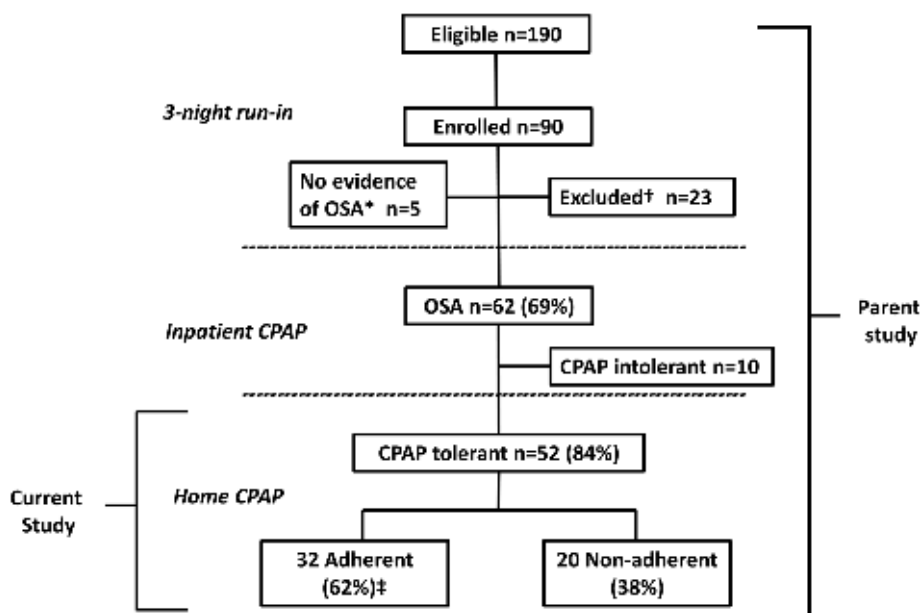 Eligible n=190
3-night run-in
Enrolled n=90
No evidence
of OSA* n=5
Excluded† n=23
OSA n=62 (69%)
Inpatient CPAP
Parent
study
CPAP intolerant n=10
CPAP tolerant n=52 (84%)
Current
Study
Home CPAP
32 Adherent
(62%)‡
20 Non-adherent
(38%)